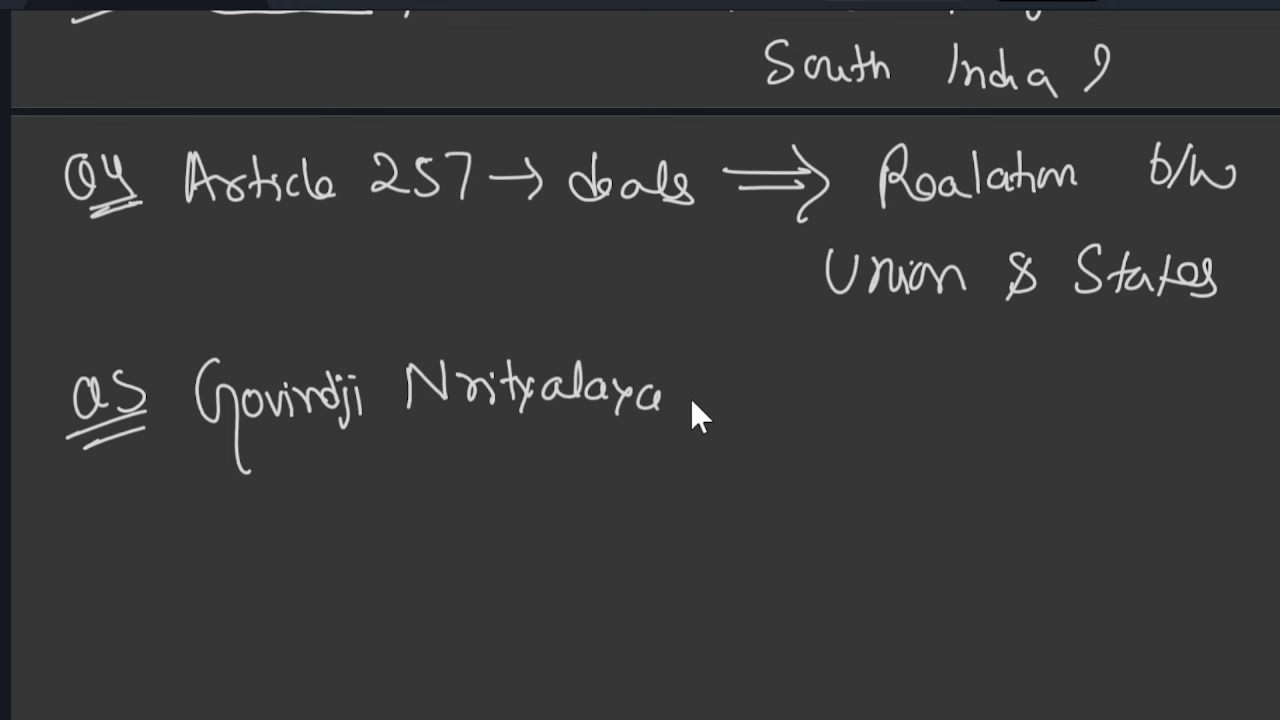 South India ?
Q4 Article 257 → deals ⇒ Realation b/w
Union & States
Q5 Govindji Nrityalaya